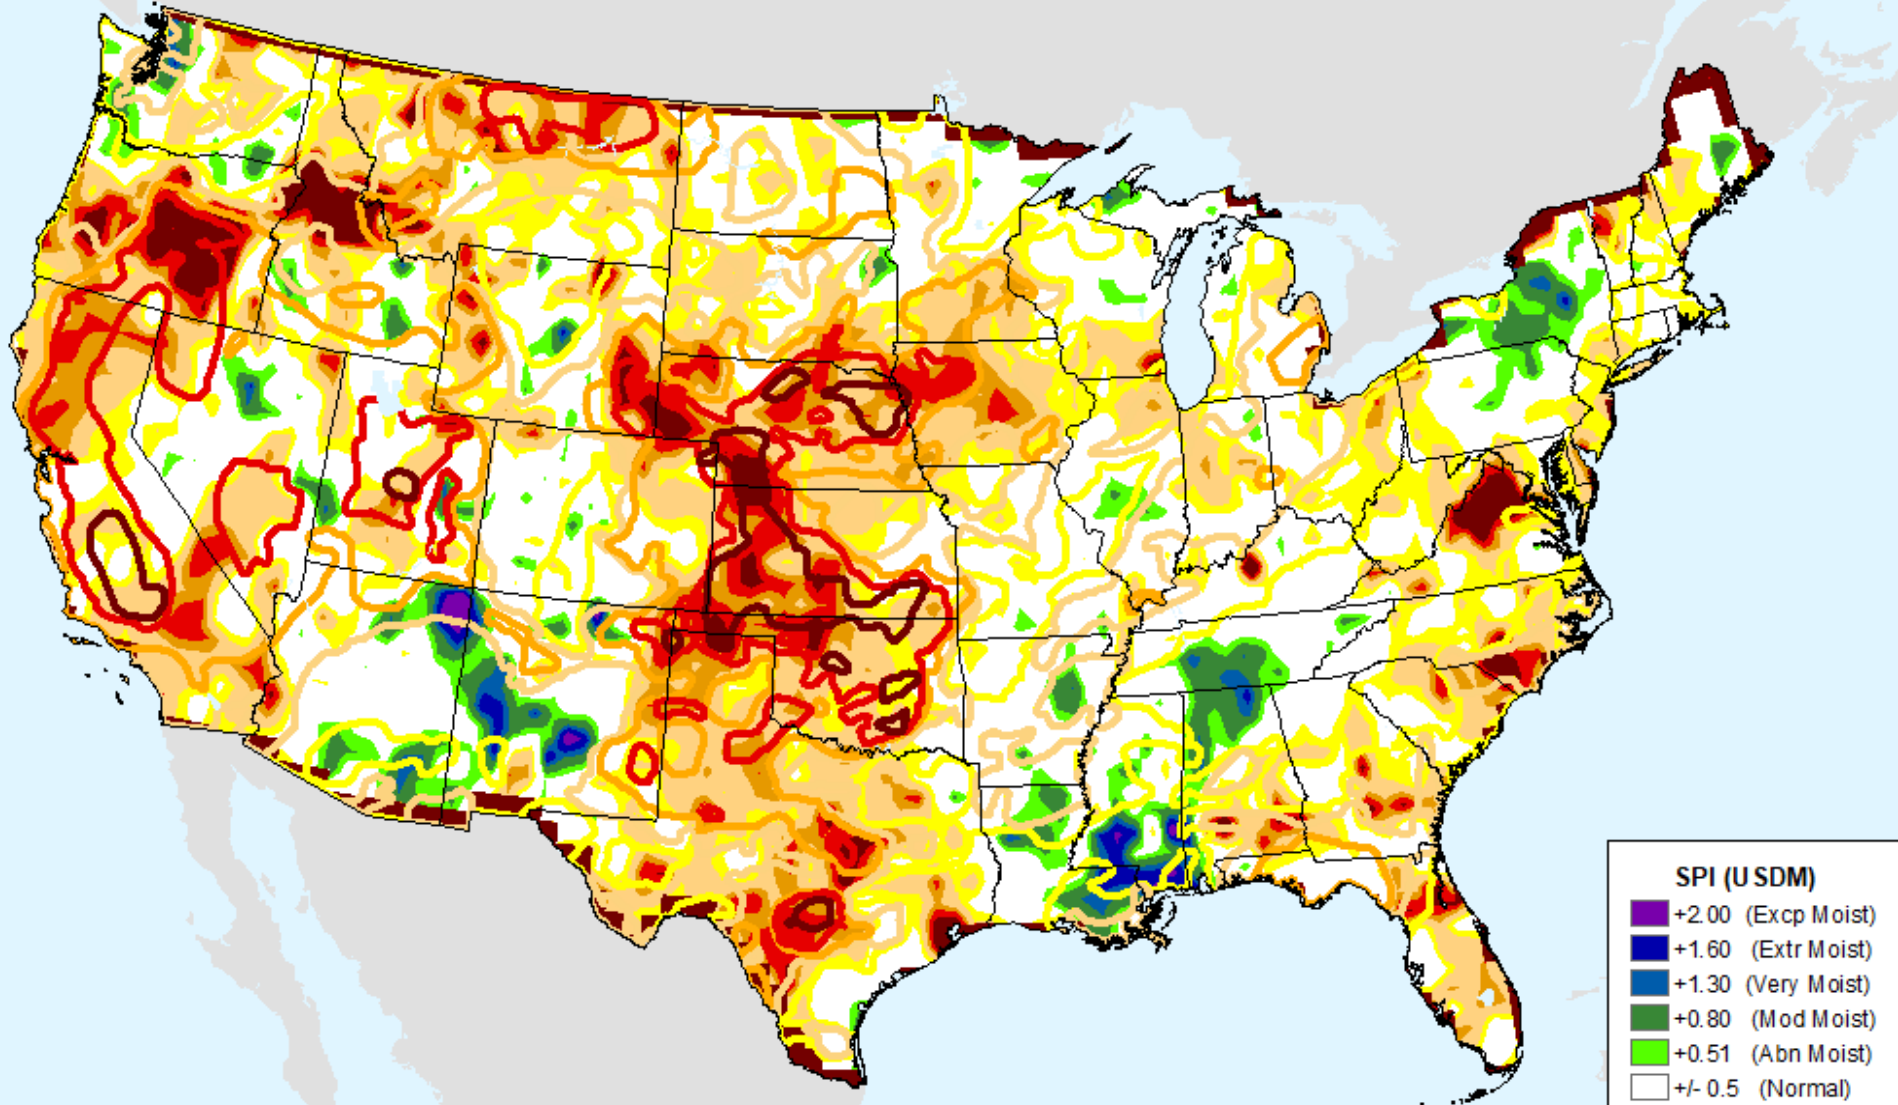 SPI (USDM)
+2.00 (Excp Moist)
+1.60 (Extr Moist)
+1.30 (Very Moist)
+0.80 (Mod Moist)
+0.51 (Abn Moist)
+/- 0.5 (Normal)